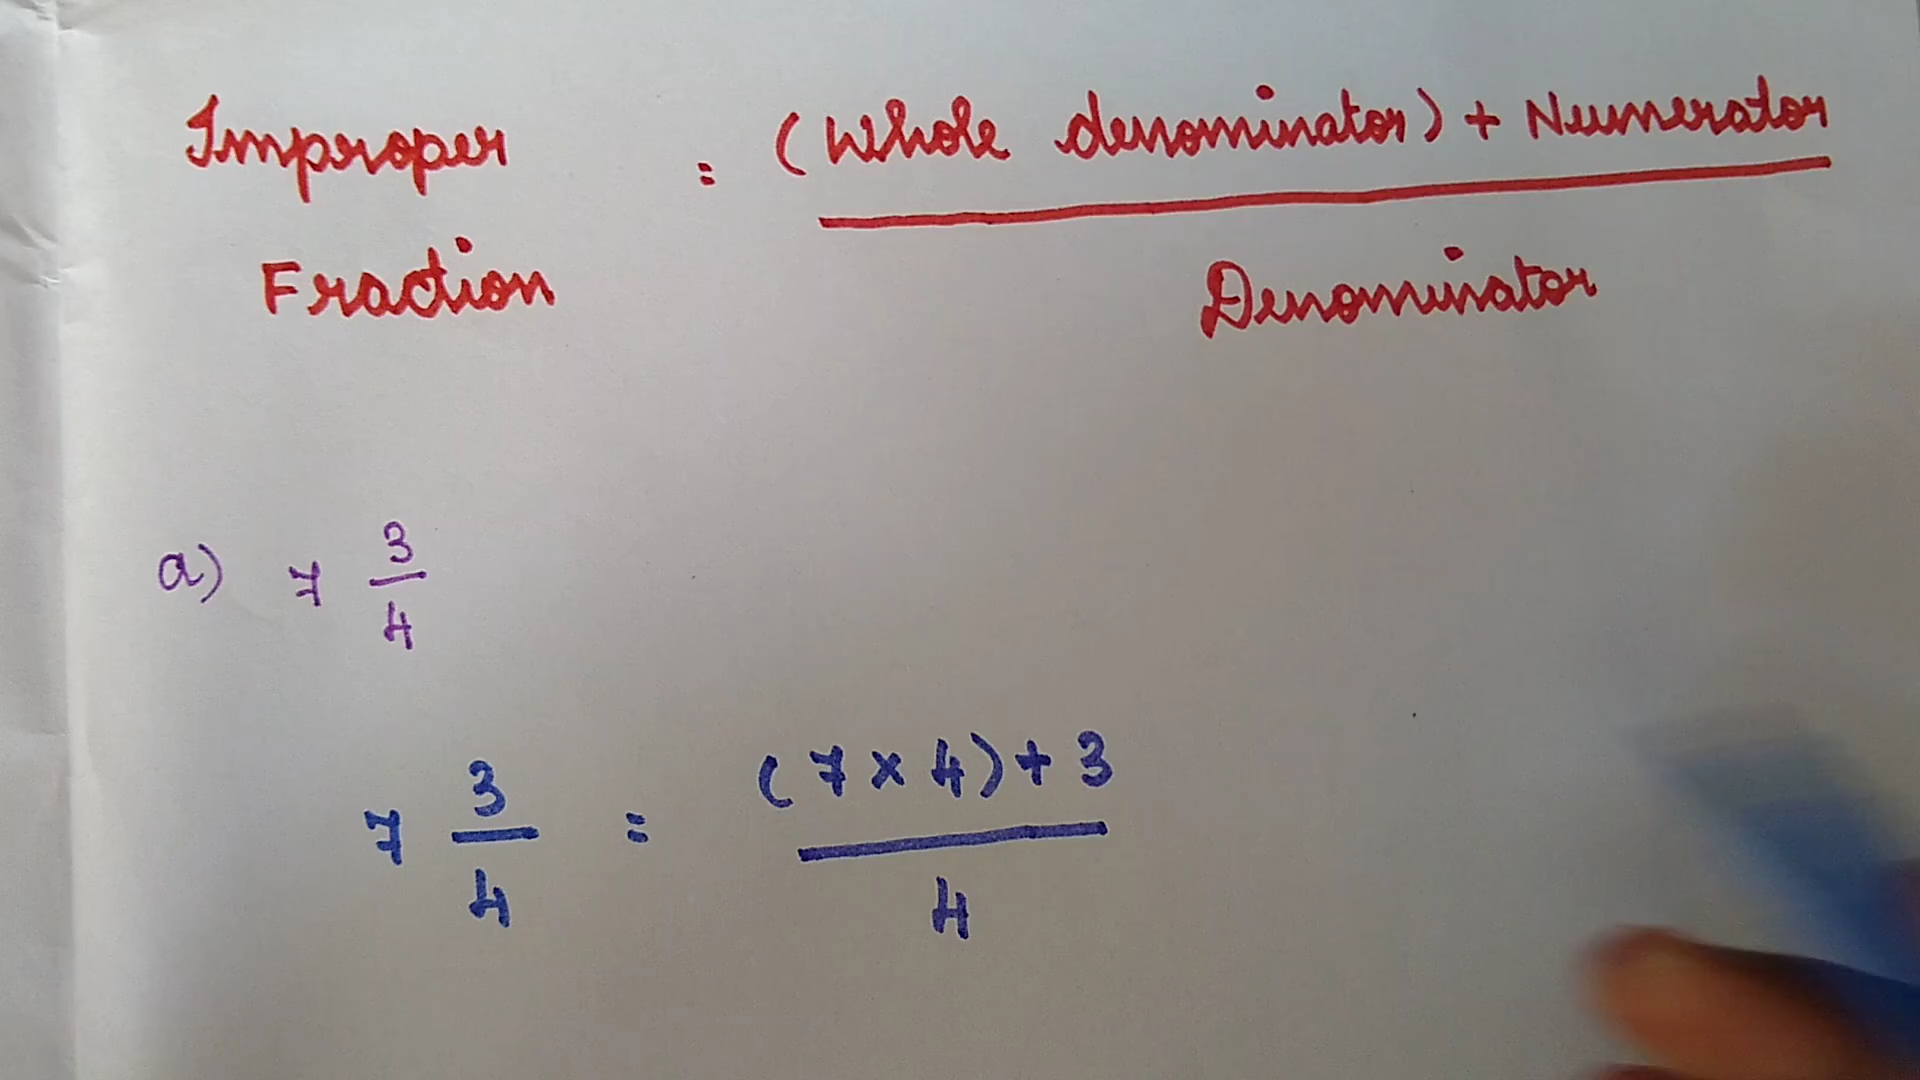 Improper Fraction = (Whole denominator) + Numerator
Denominator
a) 7 3/4
7 3/4 = (7 × 4) + 3
4